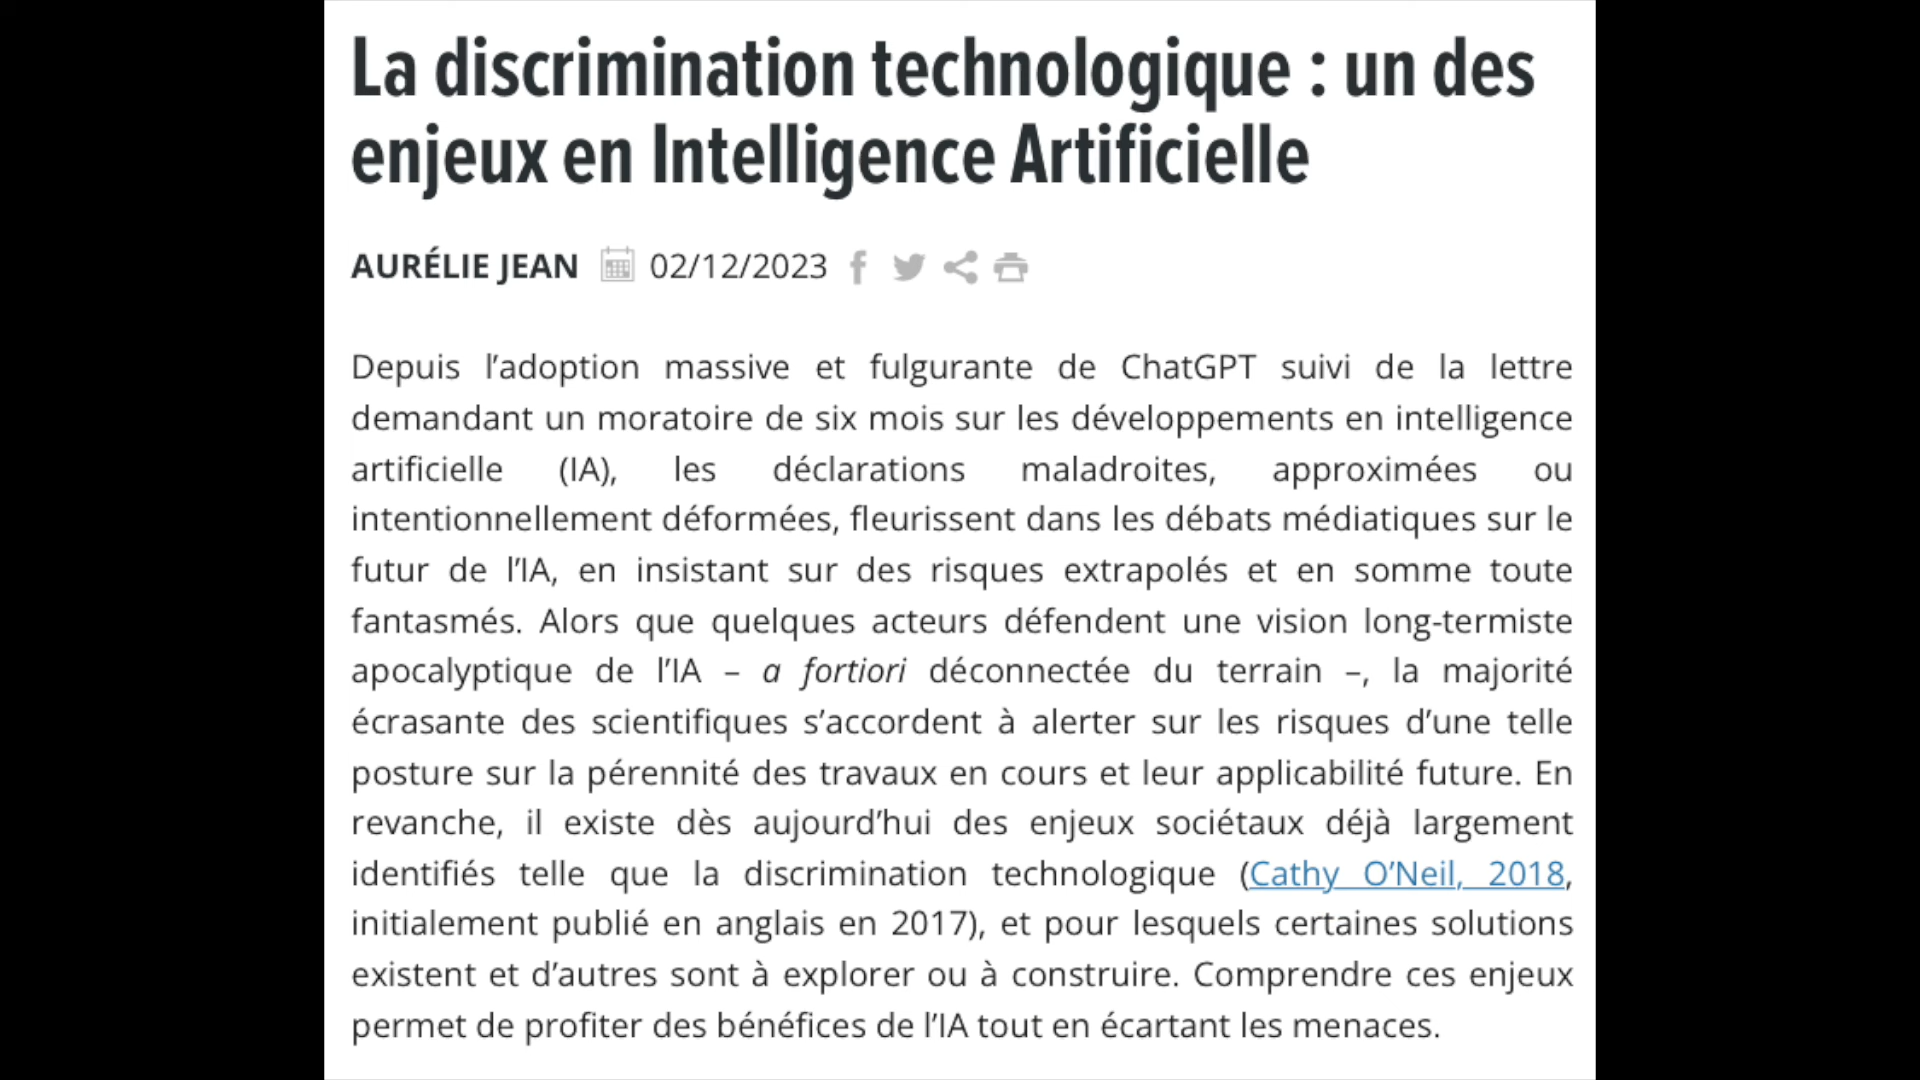 La discrimination technologique : un des
enjeux en Intelligence Artificielle
AURÉLIE JEAN 02/12/2023
Depuis l’adoption massive et fulgurante de ChatGPT suivi de la lettre
demandant un moratoire de six mois sur les développements en intelligence
artificielle (IA), les déclarations maladroites, approximées ou
intentionnellement déformées, fleurissent dans les débats médiatiques sur le
futur de l’IA, en insistant sur des risques extrapolés et en somme toute
fantasmés. Alors que quelques acteurs défendent une vision long-termiste
apocalyptique de l’IA – a fortiori déconnectée du terrain –, la majorité
écrasante des scientifiques s’accordent à alerter sur les risques d’une telle
posture sur la pérennité des travaux en cours et leur applicabilité future. En
revanche, il existe dès aujourd’hui des enjeux sociétaux déjà largement
identifiés telle que la discrimination technologique (Cathy O’Neil, 2018,
initialement publié en anglais en 2017), et pour lesquels certaines solutions
existent et d’autres sont à explorer ou à construire. Comprendre ces enjeux
permet de profiter des bénéfices de l’IA tout en écartant les menaces.